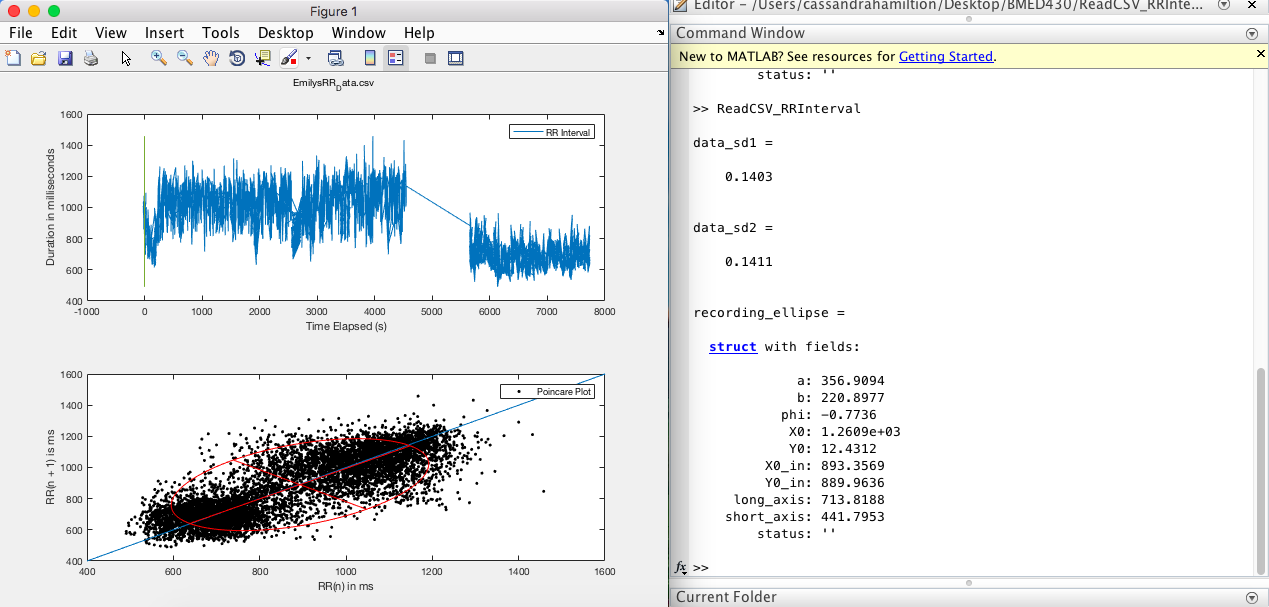 Figure 1
File Edit View Insert Tools Desktop Window Help
EmilysRR_Data.csv
1600
1400
1200
1000
800
600
400
Duration in milliseconds
RR Interval
-1000 0 1000 2000 3000 4000 5000 6000 7000 8000
Time Elapsed (s)
1600
1400
1200
1000
800
600
400
RR(n + 1) is ms
Poincare Plot
400 600 800 1000 1200 1400 1600
RR(n) in ms
Editor - /Users/cassandrahamilton/Desktop/BMED430/ReadCSV_RRInte...
Command Window
New to MATLAB? See resources for Getting Started.
status: ''
>> ReadCSV_RRInterval
data_sd1 =
0.1403
data_sd2 =
0.1411
recording_ellipse =
struct with fields:
a: 356.9094
b: 220.8977
phi: -0.7736
X0: 1.2609e+03
Y0: 12.4312
X0_in: 893.3569
Y0_in: 889.9636
long_axis: 713.8188
short_axis: 441.7953
status: ''
fx >>
Current Folder